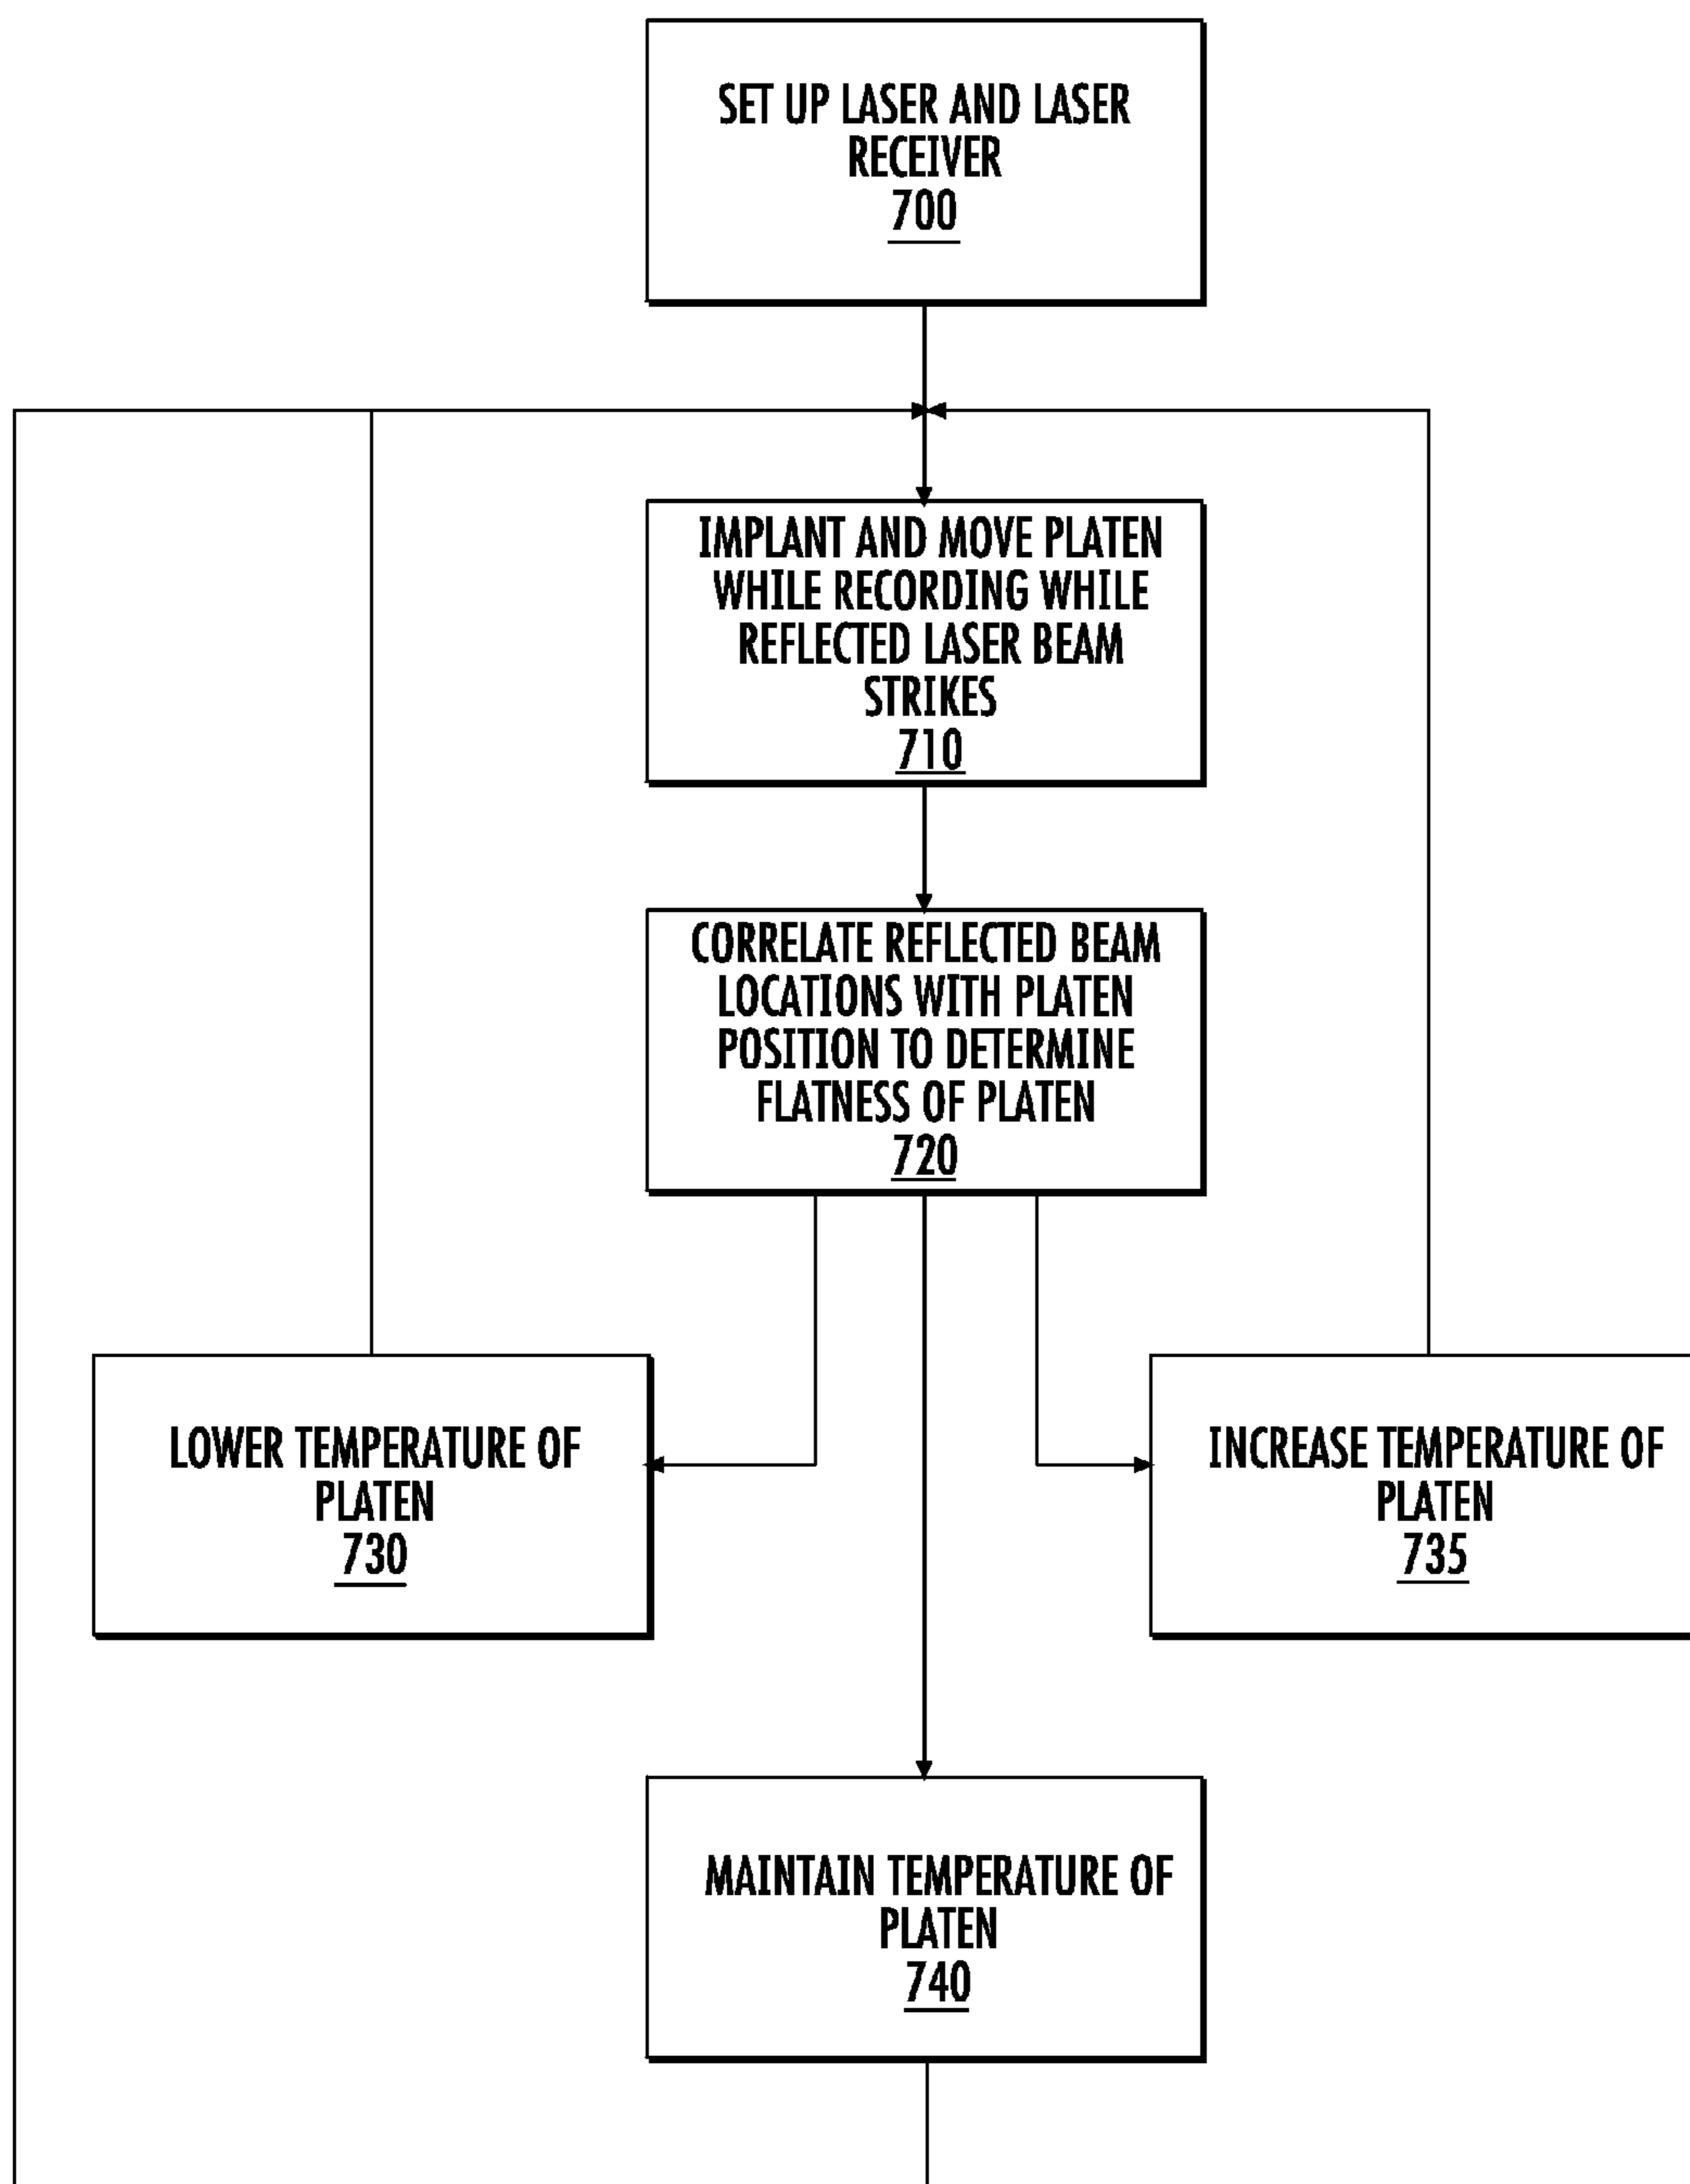 SET UP LASER AND LASER
RECEIVER
700
IMPLANT AND MOVE PLATEN
WHILE RECORDING WHILE
REFLECTED LASER BEAM
STRIKES
710
CORRELATE REFLECTED BEAM
LOCATIONS WITH PLATEN
POSITION TO DETERMINE
FLATNESS OF PLATEN
720
LOWER TEMPERATURE OF
PLATEN
730
INCREASE TEMPERATURE OF
PLATEN
735
MAINTAIN TEMPERATURE OF
PLATEN
740